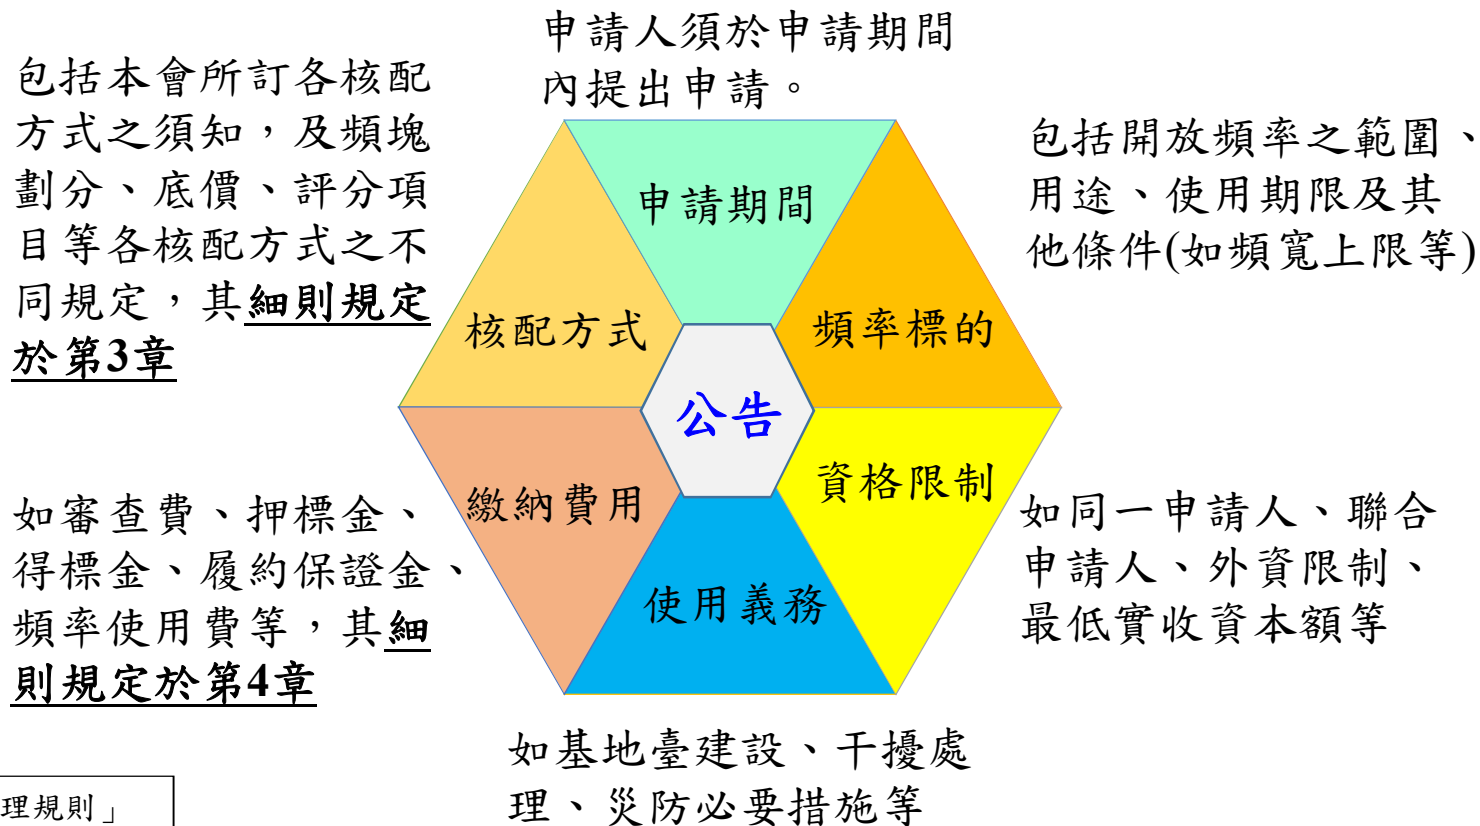 申請人須於申請期間
內提出申請。
包括本會所訂各核配
方式之須知，及頻塊
劃分、底價、評分項
目等各核配方式之不
同規定，其細則規定
於第3章
包括開放頻率之範圍、
用途、使用期限及其
他條件(如頻寬上限等)
申請期間
核配方式
頻率標的
公告
繳納費用
資格限制
使用義務
如審查費、押標金、
得標金、履約保證金、
頻率使用費等，其細
則規定於第4章
如同一申請人、聯合
申請人、外資限制、
最低實收資本額等
如基地臺建設、干擾處
理、災防必要措施等
理規則」